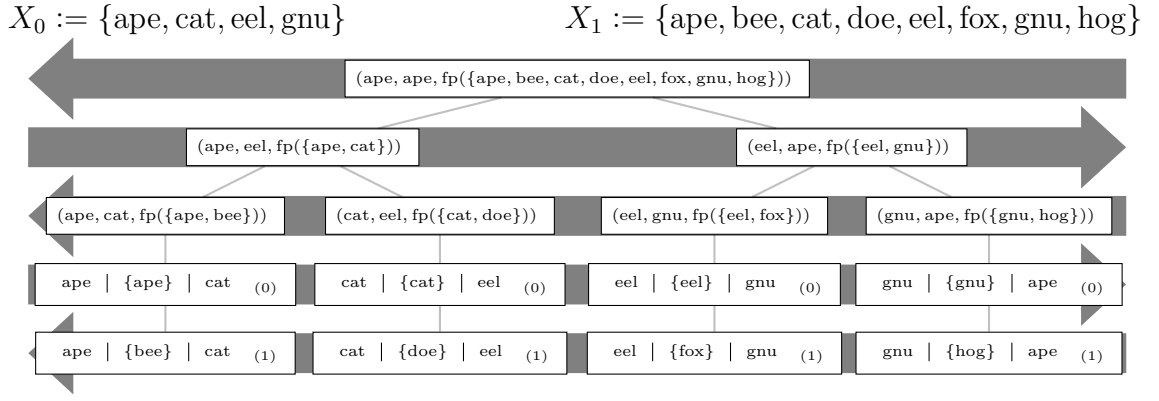 X₀ := {ape, cat, eel, gnu} X₁ := {ape, bee, cat, doe, eel, fox, gnu, hog}
(ape, ape, fp({ape, bee, cat, doe, eel, fox, gnu, hog}))
(ape, eel, fp({ape, cat})) (eel, ape, fp({eel, gnu}))
(ape, cat, fp({ape, bee})) (cat, eel, fp({cat, doe})) (eel, gnu, fp({eel, fox})) (gnu, ape, fp({gnu, hog}))
ape | {ape} | cat (0) cat | {cat} | eel (0) eel | {eel} | gnu (0) gnu | {gnu} | ape (0)
ape | {bee} | cat (1) cat | {doe} | eel (1) eel | {fox} | gnu (1) gnu | {hog} | ape (1)